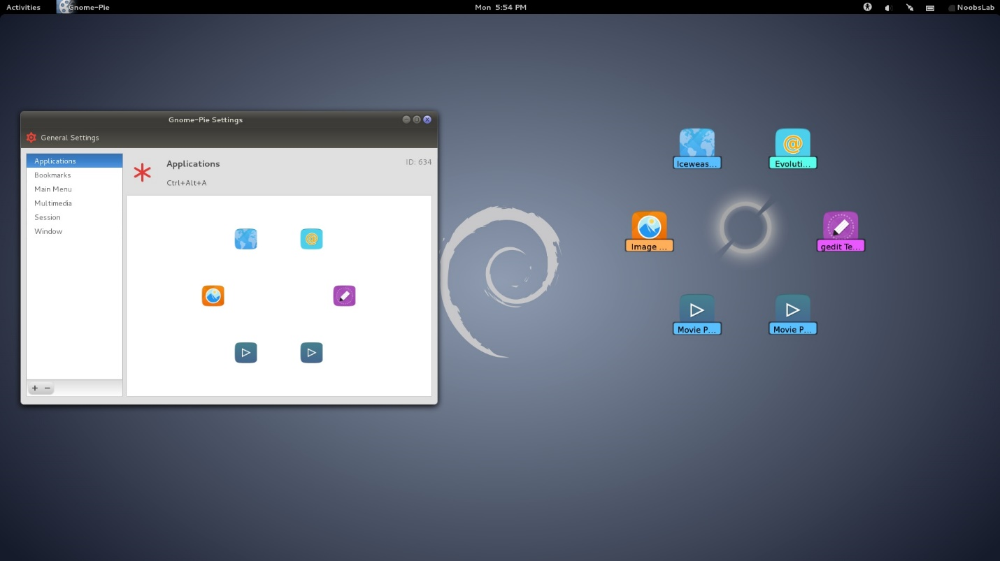 Activities Gnome-Pie Mon 5:54 PM NoobsLab
Gnome-Pie Settings
General Settings
Applications
Bookmarks
Main Menu
Multimedia
Session
Window
Applications ID: 634
Ctrl+Alt+A
+ −
Iceweas... Evoluti...
Image ... gedit Te...
Movie P... Movie P...